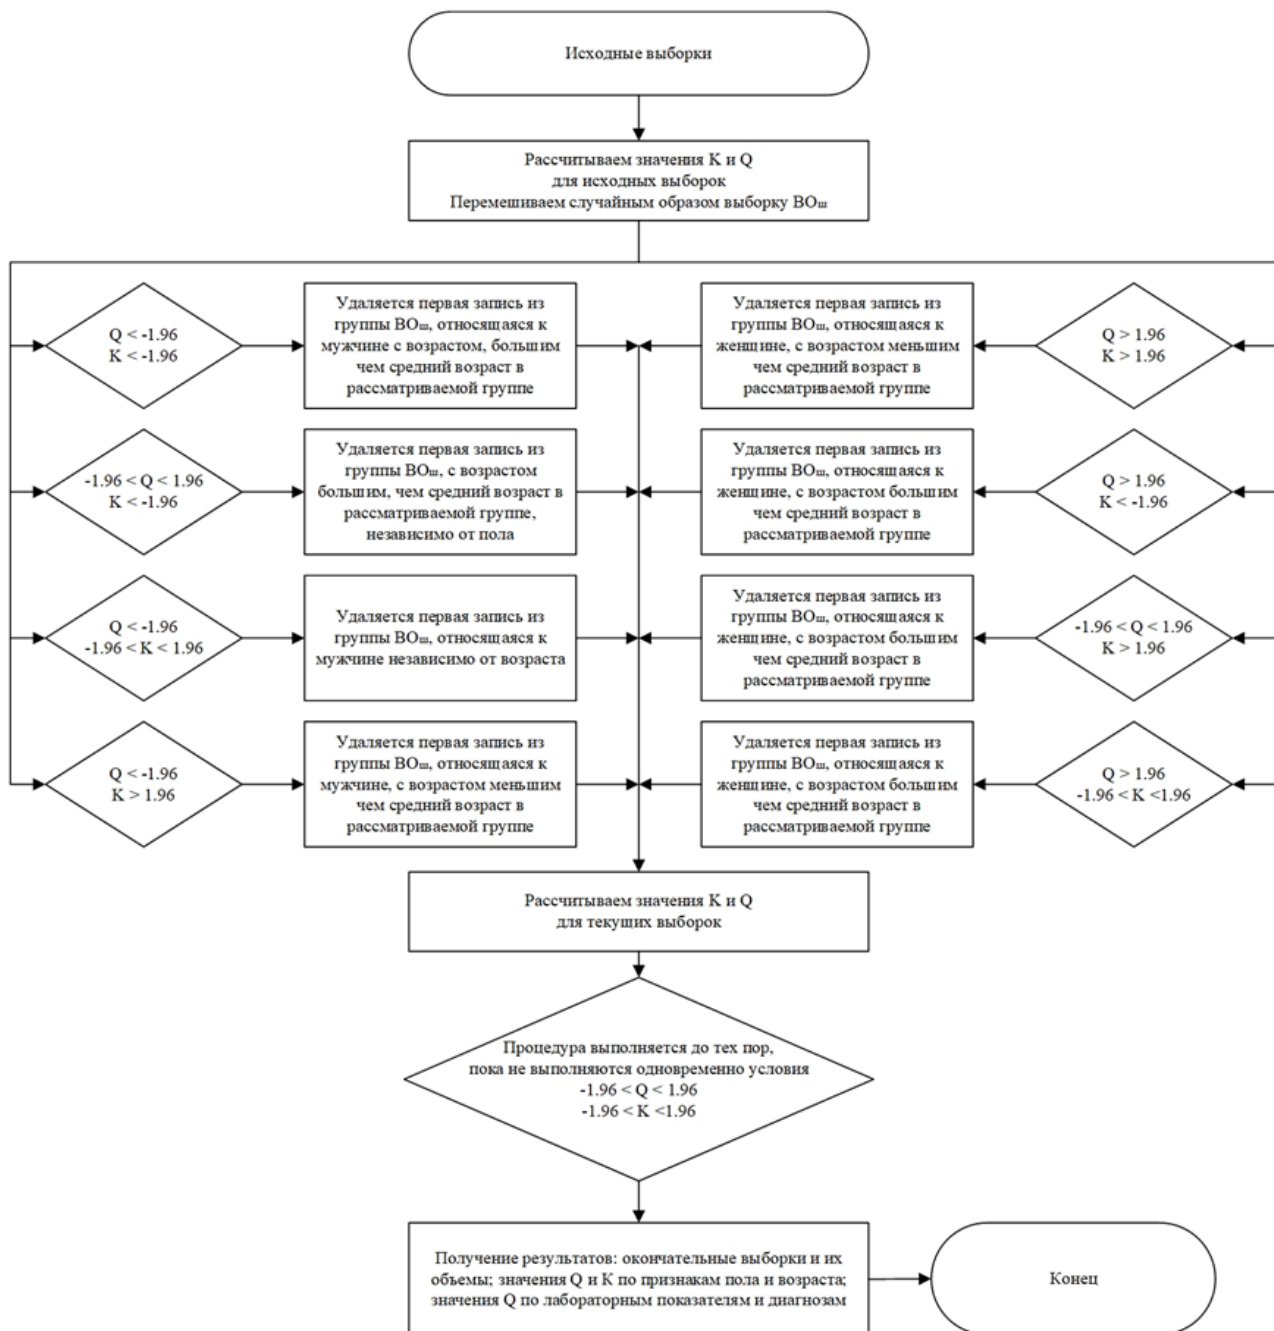 Исходные выборки
Рассчитываем значения K и Q
для исходных выборок
Перемешиваем случайным образом выборку ВОш
Q < -1.96
K < -1.96
Удаляется первая запись из
группы ВОш, относящаяся к
мужчине с возрастом, большим
чем средний возраст в
рассматриваемой группе
Удаляется первая запись из
группы ВОш, относящаяся к
женщине, с возрастом меньшим
чем средний возраст в
рассматриваемой группе
Q > 1.96
K > 1.96
-1.96 < Q < 1.96
K < -1.96
Удаляется первая запись из
группы ВОш, с возрастом
большим, чем средний возраст в
рассматриваемой группе,
независимо от пола
Удаляется первая запись из
группы ВОш, относящаяся к
женщине, с возрастом большим
чем средний возраст в
рассматриваемой группе
Q > 1.96
K < -1.96
Q < -1.96
-1.96 < K < 1.96
Удаляется первая запись из
группы ВОш, относящаяся к
мужчине независимо от возраста
Удаляется первая запись из
группы ВОш, относящаяся к
женщине, с возрастом большим
чем средний возраст в
рассматриваемой группе
-1.96 < Q < 1.96
K > 1.96
Q < -1.96
K > 1.96
Удаляется первая запись из
группы ВОш, относящаяся к
мужчине, с возрастом меньшим
чем средний возраст в
рассматриваемой группе
Удаляется первая запись из
группы ВОш, относящаяся к
женщине, с возрастом большим
чем средний возраст в
рассматриваемой группе
Q > 1.96
-1.96 < K <1.96
Рассчитываем значения K и Q
для текущих выборок
Процедура выполняется до тех пор,
пока не выполняются одновременно условия
-1.96 < Q < 1.96
-1.96 < K <1.96
Получение результатов: окончательные выборки и их
объемы; значения Q и K по признакам пола и возраста;
значения Q по лабораторным показателям и диагнозам
Конец